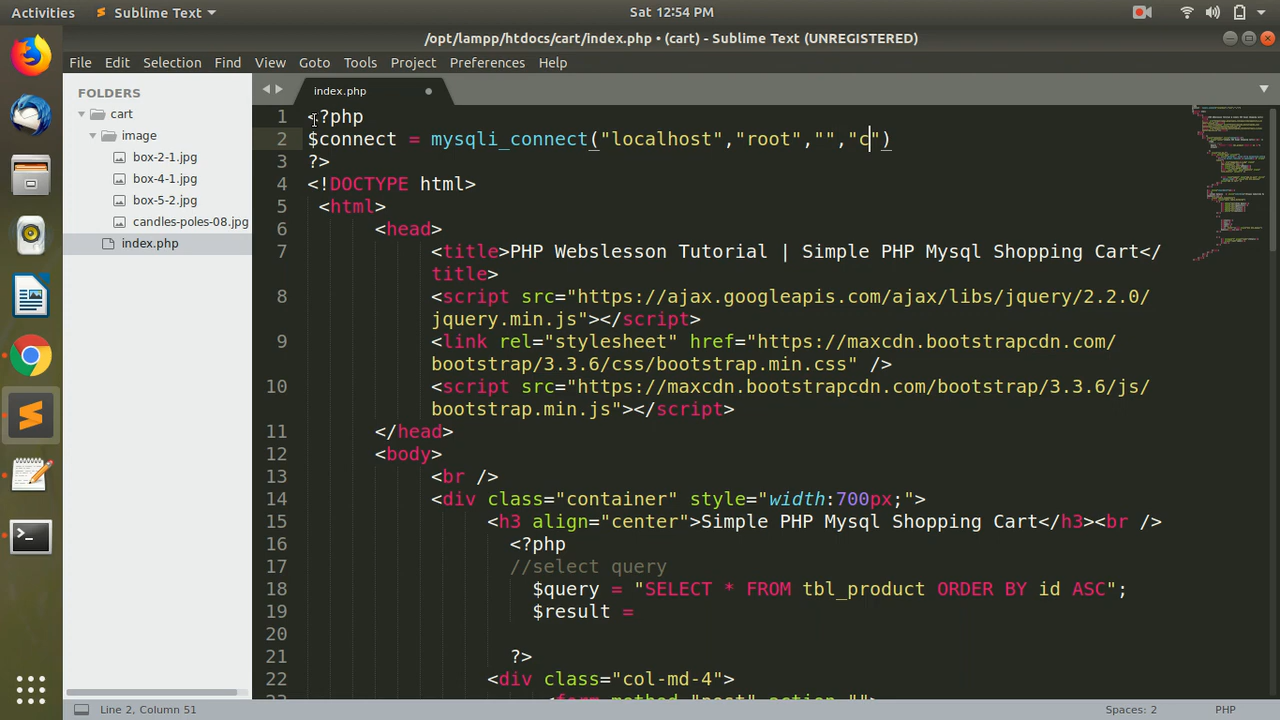 Activities
Sublime Text
Sat 12:54 PM
/opt/lampp/htdocs/cart/index.php • (cart) - Sublime Text (UNREGISTERED)
File Edit Selection Find View Goto Tools Project Preferences Help
FOLDERS
cart
image
box-2-1.jpg
box-4-1.jpg
box-5-2.jpg
candles-poles-08.jpg
index.php
index.php
1 <?php
2 $connect = mysqli_connect("localhost","root","","c")
3 ?>
4 <!DOCTYPE html>
5 <html>
6 <head>
7 <title>PHP Webslesson Tutorial | Simple PHP Mysql Shopping Cart</
title>
8 <script src="https://ajax.googleapis.com/ajax/libs/jquery/2.2.0/
jquery.min.js"></script>
9 <link rel="stylesheet" href="https://maxcdn.bootstrapcdn.com/
bootstrap/3.3.6/css/bootstrap.min.css" />
10 <script src="https://maxcdn.bootstrapcdn.com/bootstrap/3.3.6/js/
bootstrap.min.js"></script>
11 </head>
12 <body>
13 <br />
14 <div class="container" style="width:700px;">
15 <h3 align="center">Simple PHP Mysql Shopping Cart</h3><br />
16 <?php
17 //select query
18 $query = "SELECT * FROM tbl_product ORDER BY id ASC";
19 $result =
20
21 ?>
22 <div class="col-md-4">
Line 2, Column 51
Spaces: 2
PHP